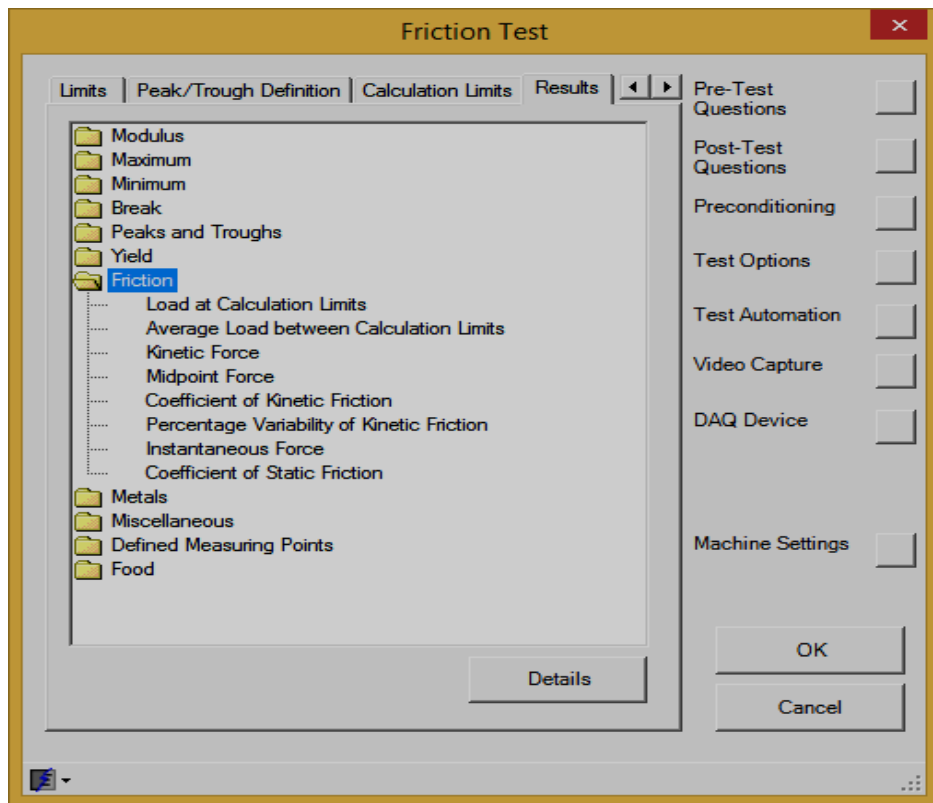 Friction Test
Limits
Peak/Trough Definition
Calculation Limits
Results
Modulus
Maximum
Minimum
Break
Peaks and Troughs
Yield
Friction
Load at Calculation Limits
Average Load between Calculation Limits
Kinetic Force
Midpoint Force
Coefficient of Kinetic Friction
Percentage Variability of Kinetic Friction
Instantaneous Force
Coefficient of Static Friction
Metals
Miscellaneous
Defined Measuring Points
Food
Details
Pre-Test
Questions
Post-Test
Questions
Preconditioning
Test Options
Test Automation
Video Capture
DAQ Device
Machine Settings
OK
Cancel